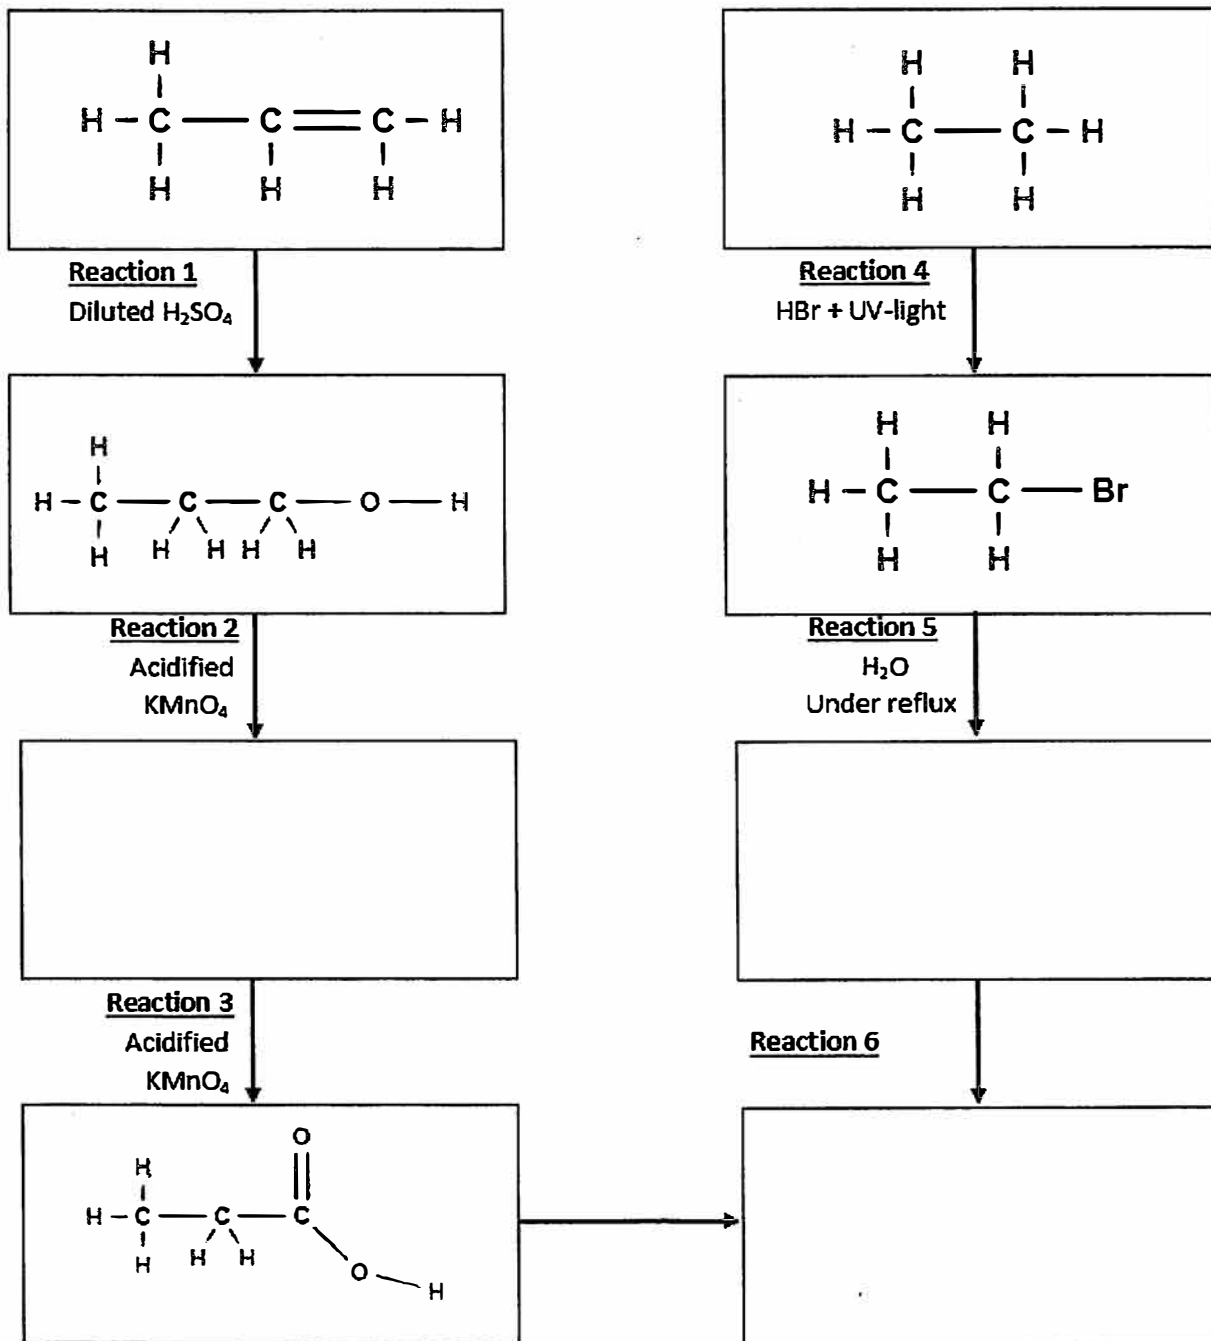 H
H C C C H
H H H
Reaction 1
Diluted H₂SO₄
H
H C C C O H
H H H H H
Reaction 2
Acidified
KMnO₄
Reaction 3
Acidified
KMnO₄
O
H
H C C C
H H H O H
H H
H C C H
H H
Reaction 4
HBr + UV-light
H H
H C C Br
H H
Reaction 5
H₂O
Under reflux
Reaction 6